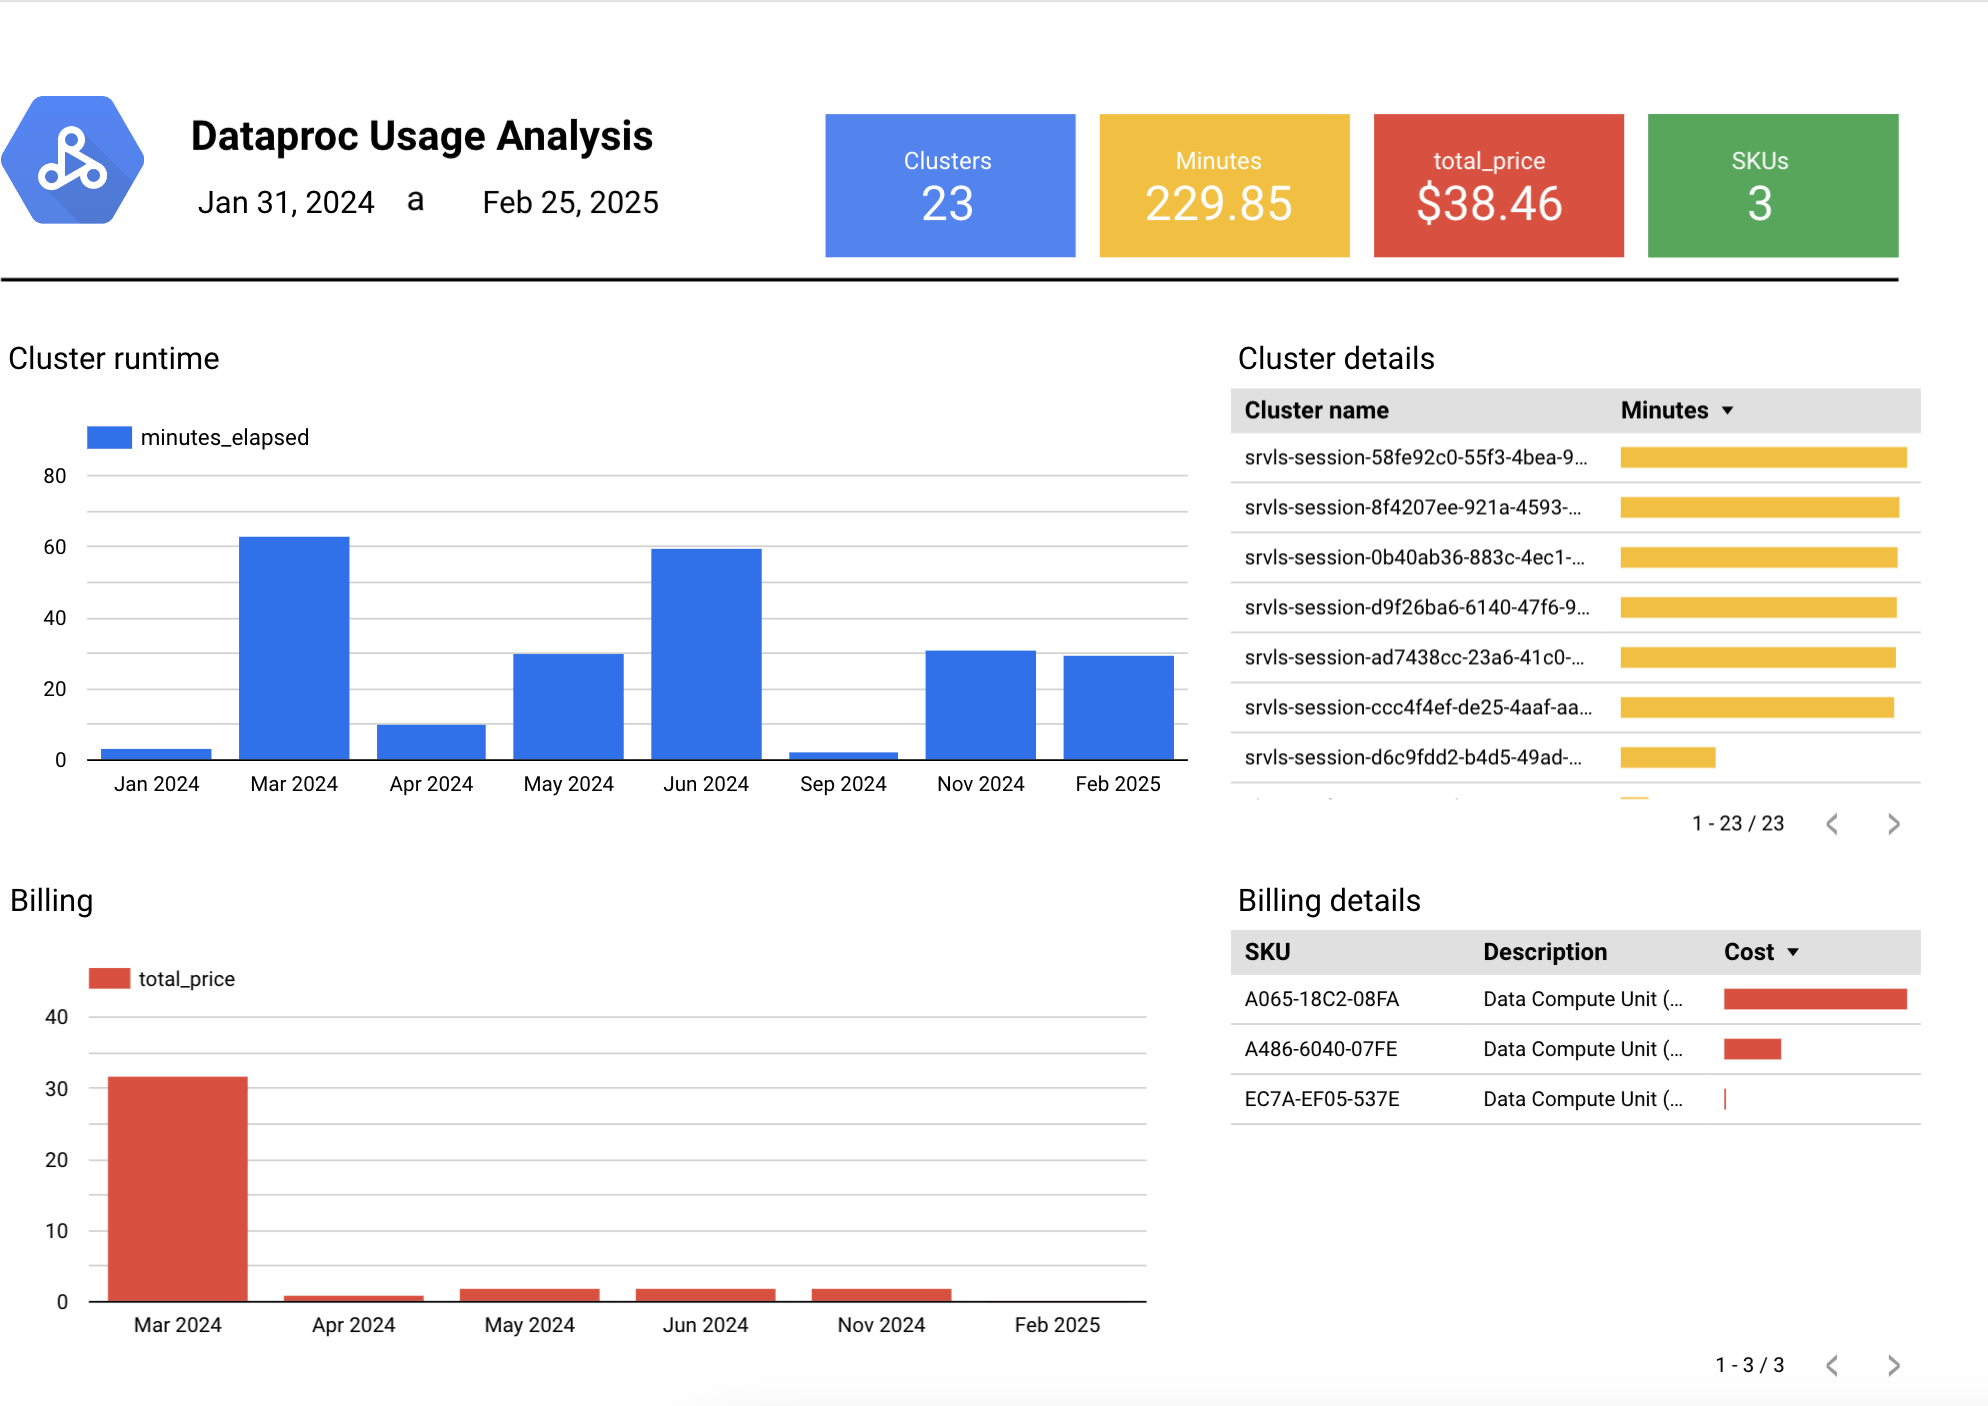 Dataproc Usage Analysis
Jan 31, 2024 a Feb 25, 2025
Clusters
23
Minutes
229.85
total_price
$38.46
SKUs
3
Cluster runtime
minutes_elapsed
80
60
40
20
0
Jan 2024 Mar 2024 Apr 2024 May 2024 Jun 2024 Sep 2024 Nov 2024 Feb 2025
Cluster details
Cluster name Minutes
srvls-session-58fe92c0-55f3-4bea-9...
srvls-session-8f4207ee-921a-4593-...
srvls-session-0b40ab36-883c-4ec1-...
srvls-session-d9f26ba6-6140-47f6-9...
srvls-session-ad7438cc-23a6-41c0-...
srvls-session-ccc4f4ef-de25-4aaf-aa...
srvls-session-d6c9fdd2-b4d5-49ad-...
1 - 23 / 23
Billing
total_price
40
30
20
10
0
Mar 2024 Apr 2024 May 2024 Jun 2024 Nov 2024 Feb 2025
Billing details
SKU Description Cost
A065-18C2-08FA Data Compute Unit (...
A486-6040-07FE Data Compute Unit (...
EC7A-EF05-537E Data Compute Unit (...
1 - 3 / 3